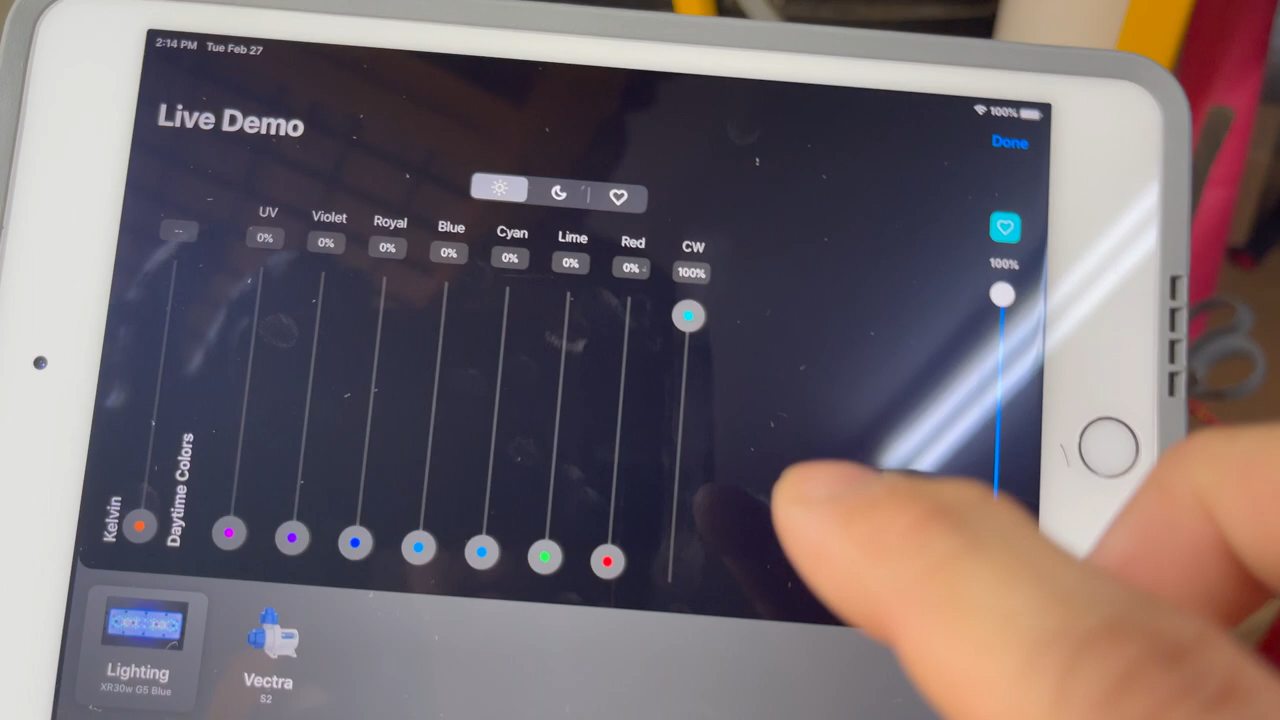 2:14 PM Tue Feb 27
100%
Live Demo
Done
UV Violet Royal Blue Cyan Lime Red CW
-- 0% 0% 0% 0% 0% 0% 0% 100%
100%
Kelvin
Daytime Colors
Lighting
XR30w G5 Blue
Vectra
S2